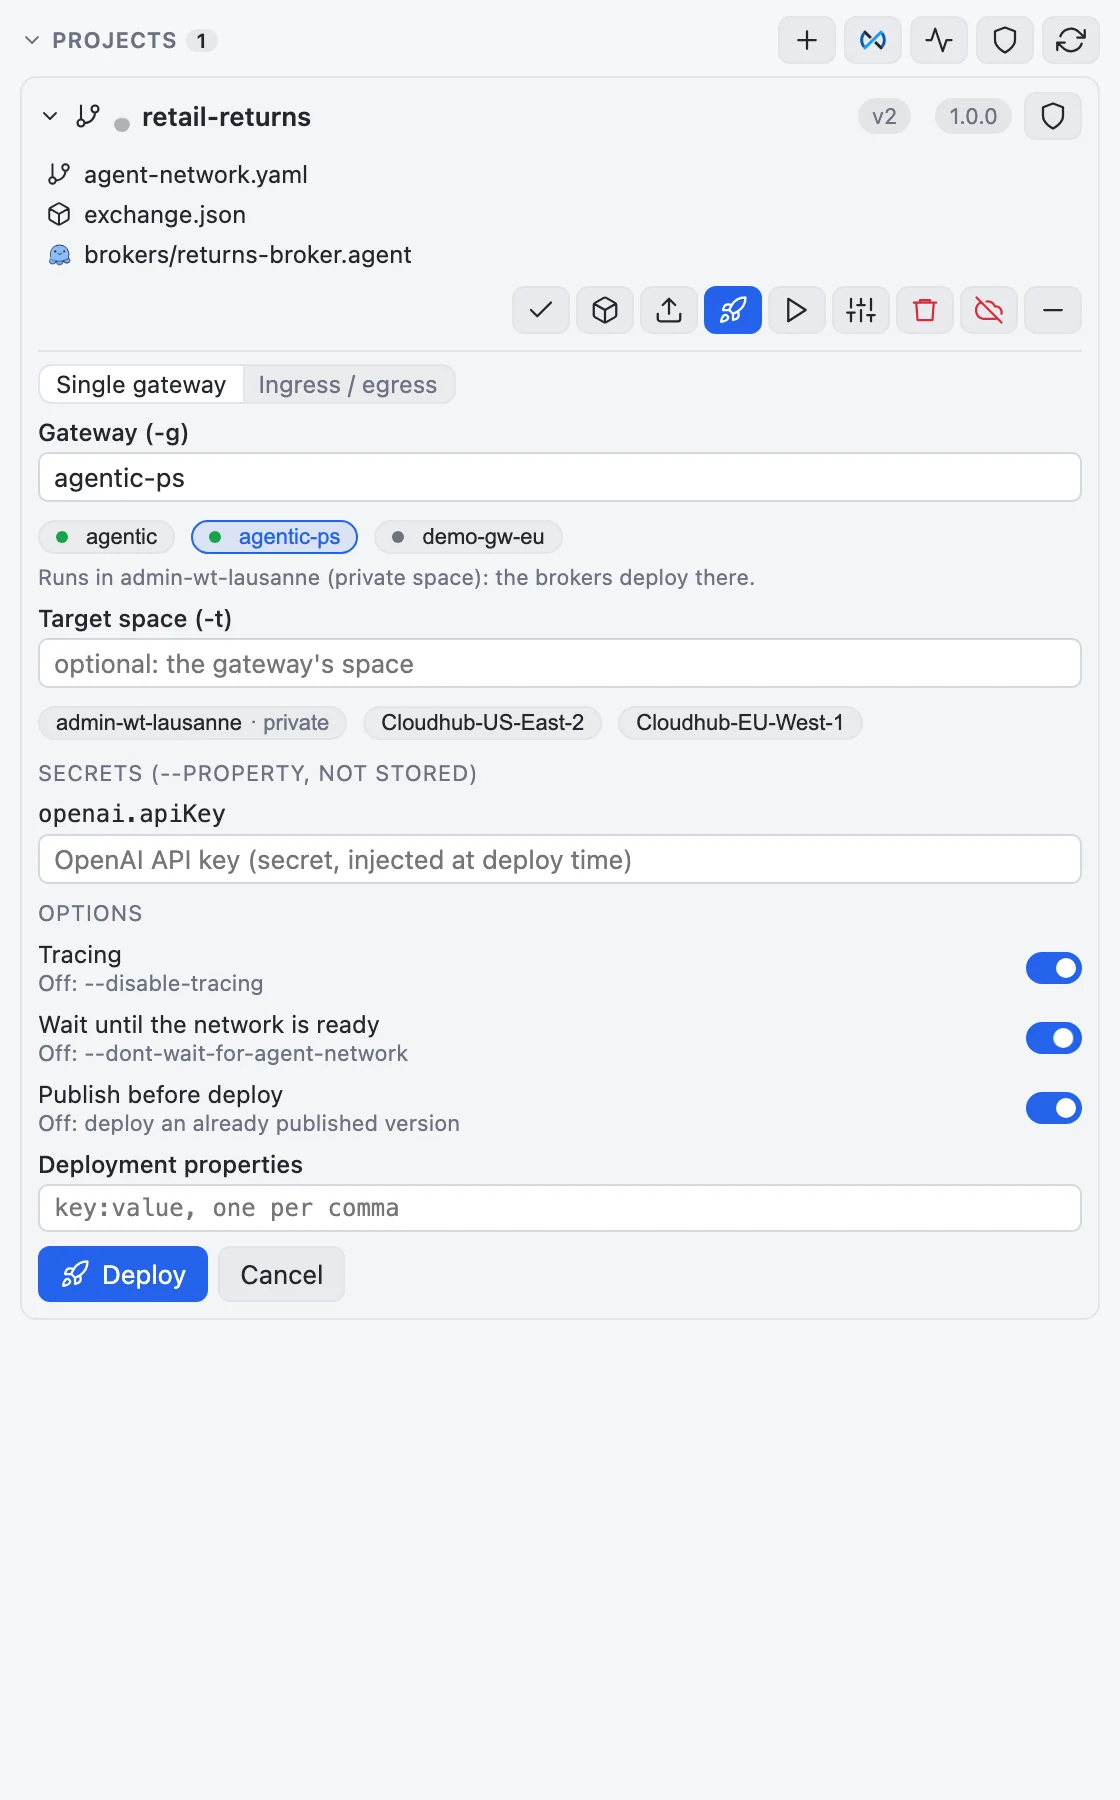 PROJECTS 1
retail-returns v2 1.0.0
agent-network.yaml
exchange.json
brokers/returns-broker.agent
Single gateway Ingress / egress
Gateway (-g)
agentic-ps
agentic agentic-ps demo-gw-eu
Runs in admin-wt-lausanne (private space): the brokers deploy there.
Target space (-t)
optional: the gateway's space
admin-wt-lausanne · private Cloudhub-US-East-2 Cloudhub-EU-West-1
SECRETS (--PROPERTY, NOT STORED)
openai.apiKey
OpenAI API key (secret, injected at deploy time)
OPTIONS
Tracing
Off: --disable-tracing
Wait until the network is ready
Off: --dont-wait-for-agent-network
Publish before deploy
Off: deploy an already published version
Deployment properties
key:value, one per comma
Deploy Cancel